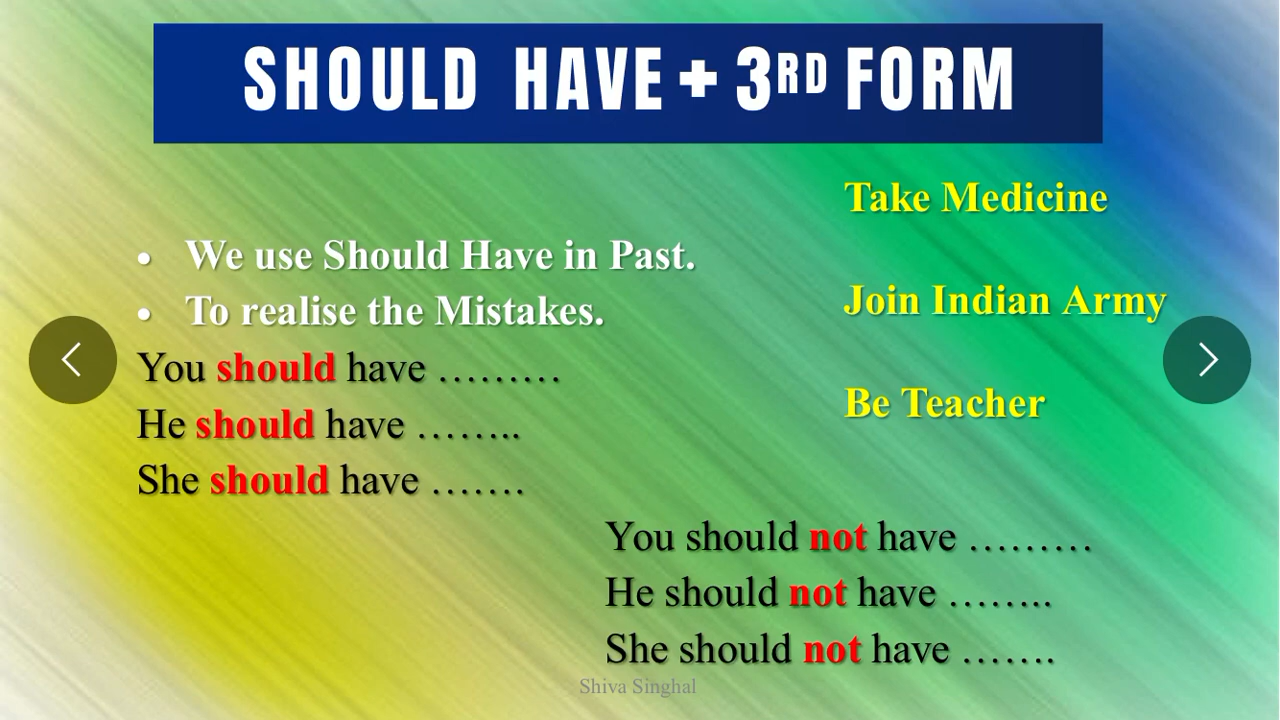 SHOULD HAVE + 3RD FORM
Take Medicine
• We use Should Have in Past.
• To realise the Mistakes.
Join Indian Army
You should have ………
He should have ……..
She should have …….
Be Teacher
You should not have ………
He should not have ……..
She should not have …….
Shiva Singhal